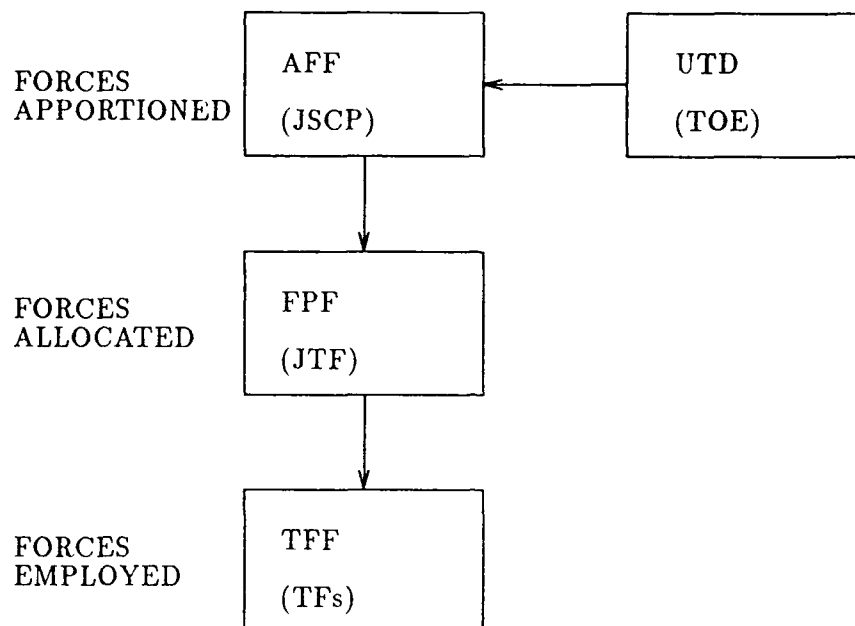 FORCES
APPORTIONED
AFF
(JSCP)
UTD
(TOE)
FORCES
ALLOCATED
FPF
(JTF)
FORCES
EMPLOYED
TFF
(TFs)